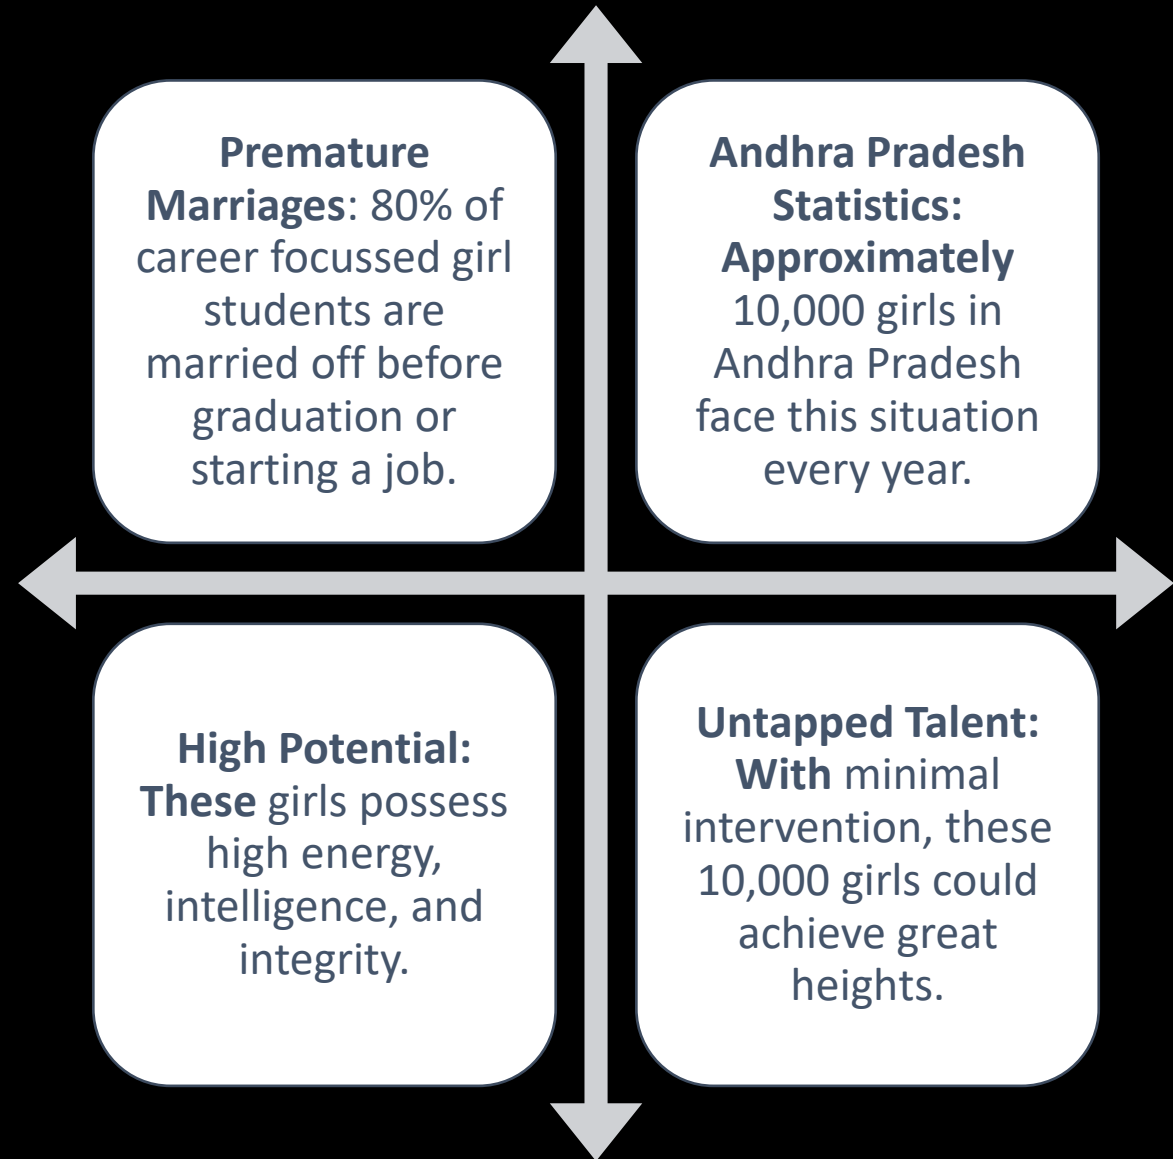 Premature
Marriages: 80% of
career focussed girl
students are
married off before
graduation or
starting a job.
Andhra Pradesh
Statistics:
Approximately
10,000 girls in
Andhra Pradesh
face this situation
every year.
High Potential:
These girls possess
high energy,
intelligence, and
integrity.
Untapped Talent:
With minimal
intervention, these
10,000 girls could
achieve great
heights.